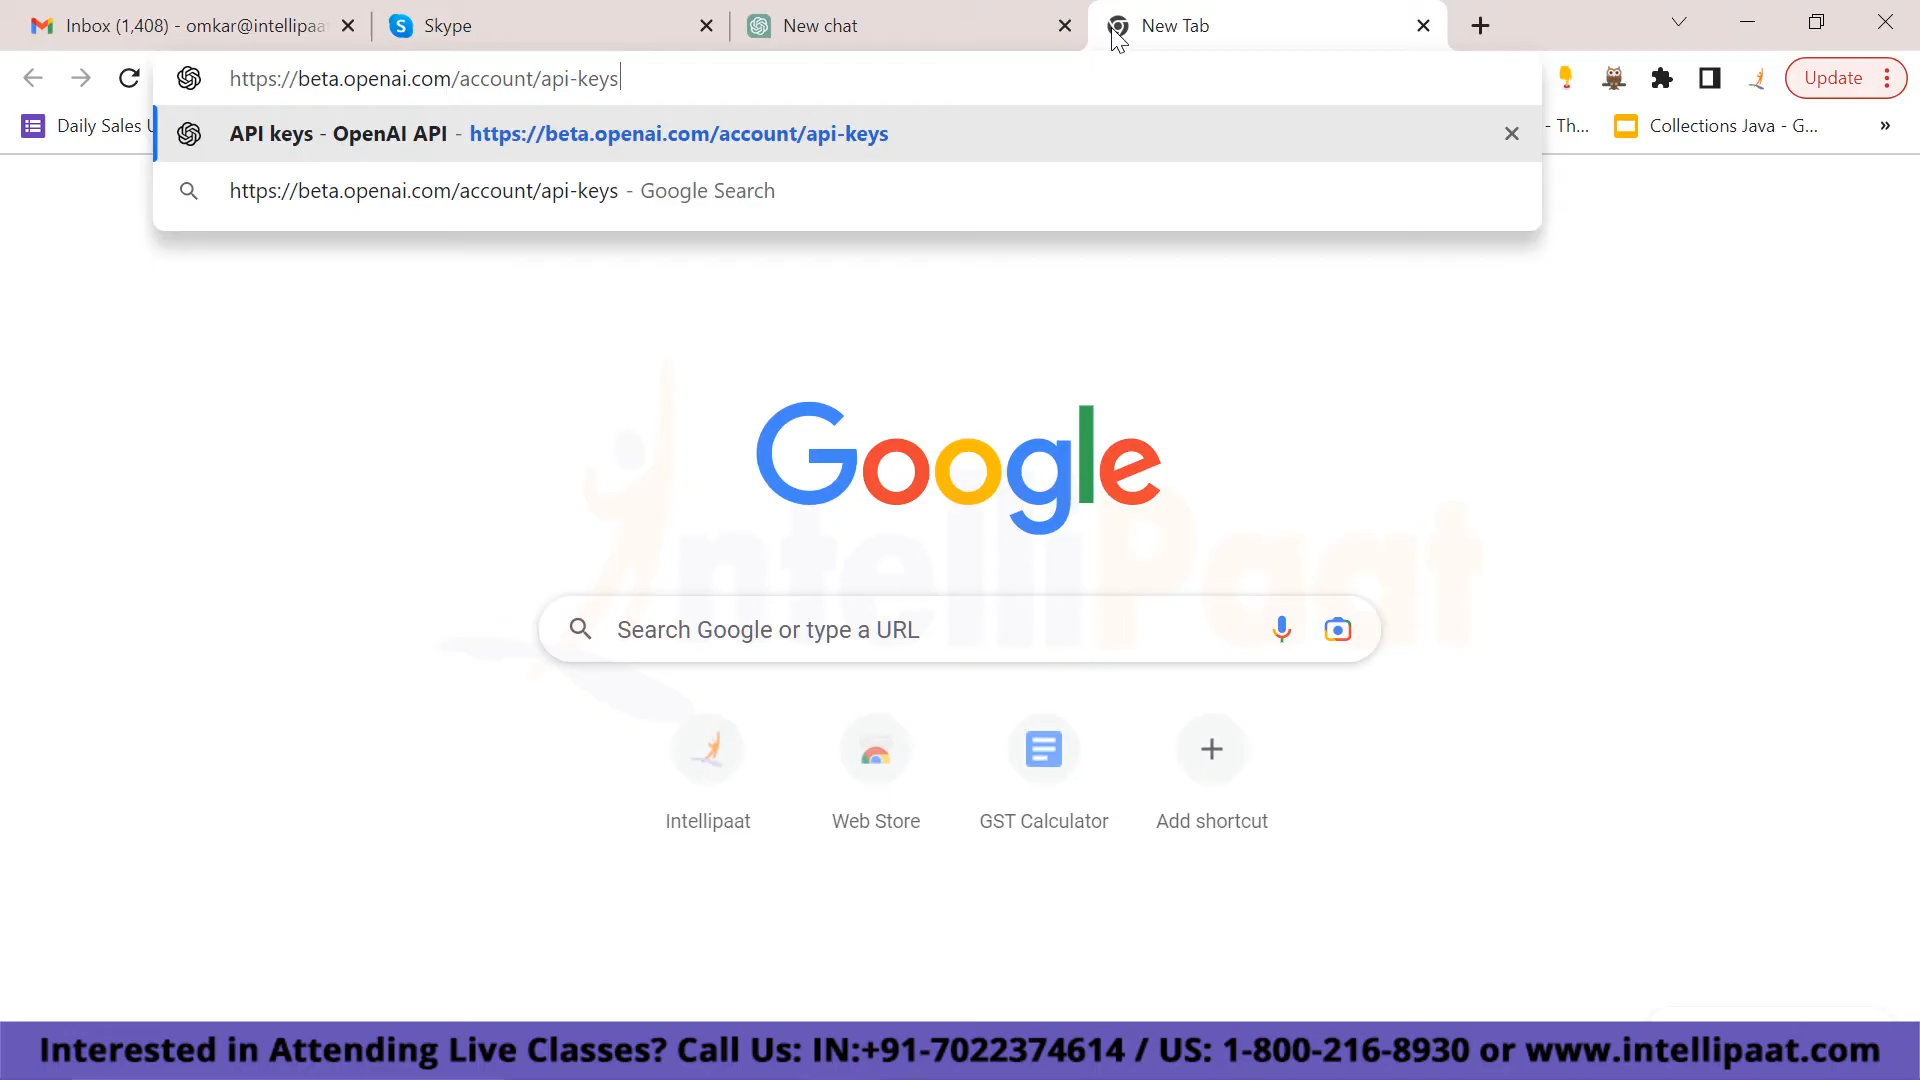 Inbox (1,408) - omkar@intellipaa
Skype
New chat
New Tab
https://beta.openai.com/account/api-keys
Update
Daily Sales U
API keys - OpenAI API - https://beta.openai.com/account/api-keys
- Th...
Collections Java - G...
»
https://beta.openai.com/account/api-keys - Google Search
Google
IntelliPaat
Search Google or type a URL
Intellipaat
Web Store
GST Calculator
Add shortcut
Interested in Attending Live Classes? Call Us: IN:+91-7022374614 / US: 1-800-216-8930 or www.intellipaat.com